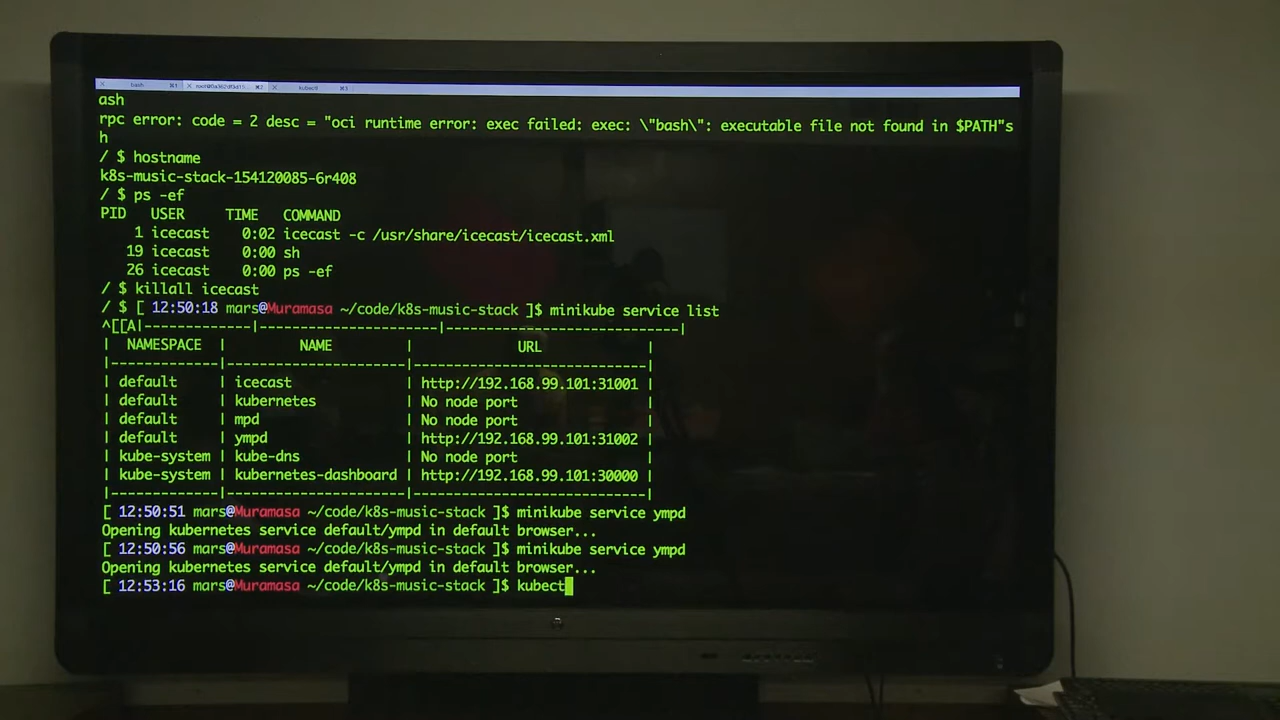 bash ⌘1 root@0a362df0d15... ⌘2 kubectl ⌘3
ash
rpc error: code = 2 desc = "oci runtime error: exec failed: exec: \"bash\": executable file not found in $PATH"s
h
/ $ hostname
k8s-music-stack-154120085-6r408
/ $ ps -ef
PID USER TIME COMMAND
1 icecast 0:02 icecast -c /usr/share/icecast/icecast.xml
19 icecast 0:00 sh
26 icecast 0:00 ps -ef
/ $ killall icecast
/ $ [ 12:50:18 mars@Muramasa ~/code/k8s-music-stack ]$ minikube service list
^[[A|-------------|----------------------|-----------------------------|
| NAMESPACE | NAME | URL |
|-------------|----------------------|-----------------------------|
| default | icecast | http://192.168.99.101:31001 |
| default | kubernetes | No node port |
| default | mpd | No node port |
| default | ympd | http://192.168.99.101:31002 |
| kube-system | kube-dns | No node port |
| kube-system | kubernetes-dashboard | http://192.168.99.101:30000 |
|-------------|----------------------|-----------------------------|
[ 12:50:51 mars@Muramasa ~/code/k8s-music-stack ]$ minikube service ympd
Opening kubernetes service default/ympd in default browser...
[ 12:50:56 mars@Muramasa ~/code/k8s-music-stack ]$ minikube service ympd
Opening kubernetes service default/ympd in default browser...
[ 12:53:16 mars@Muramasa ~/code/k8s-music-stack ]$ kubect
hp